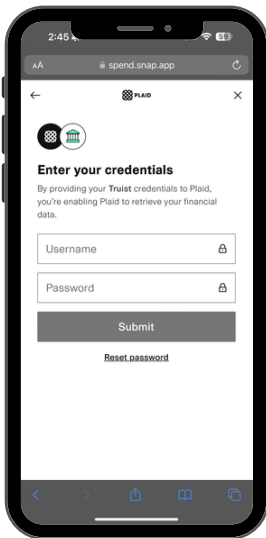 2:45
AA spend.snap.app
PLAID
Enter your credentials
By providing your Truist credentials to Plaid,
you're enabling Plaid to retrieve your financial
data.
Username
Password
Submit
Reset password